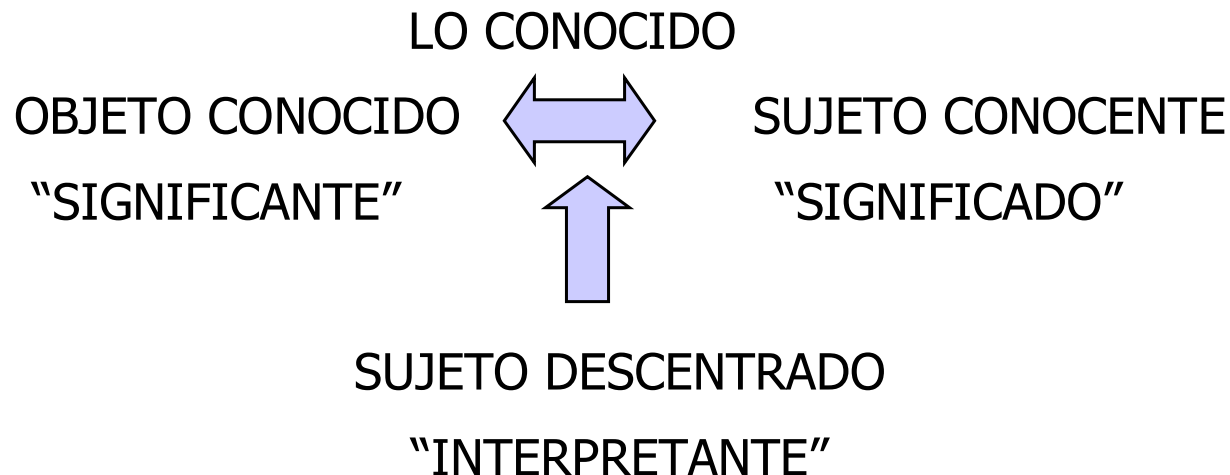 LO CONOCIDO
OBJETO CONOCIDO SUJETO CONOCENTE
“SIGNIFICANTE” “SIGNIFICADO”
SUJETO DESCENTRADO
“INTERPRETANTE”